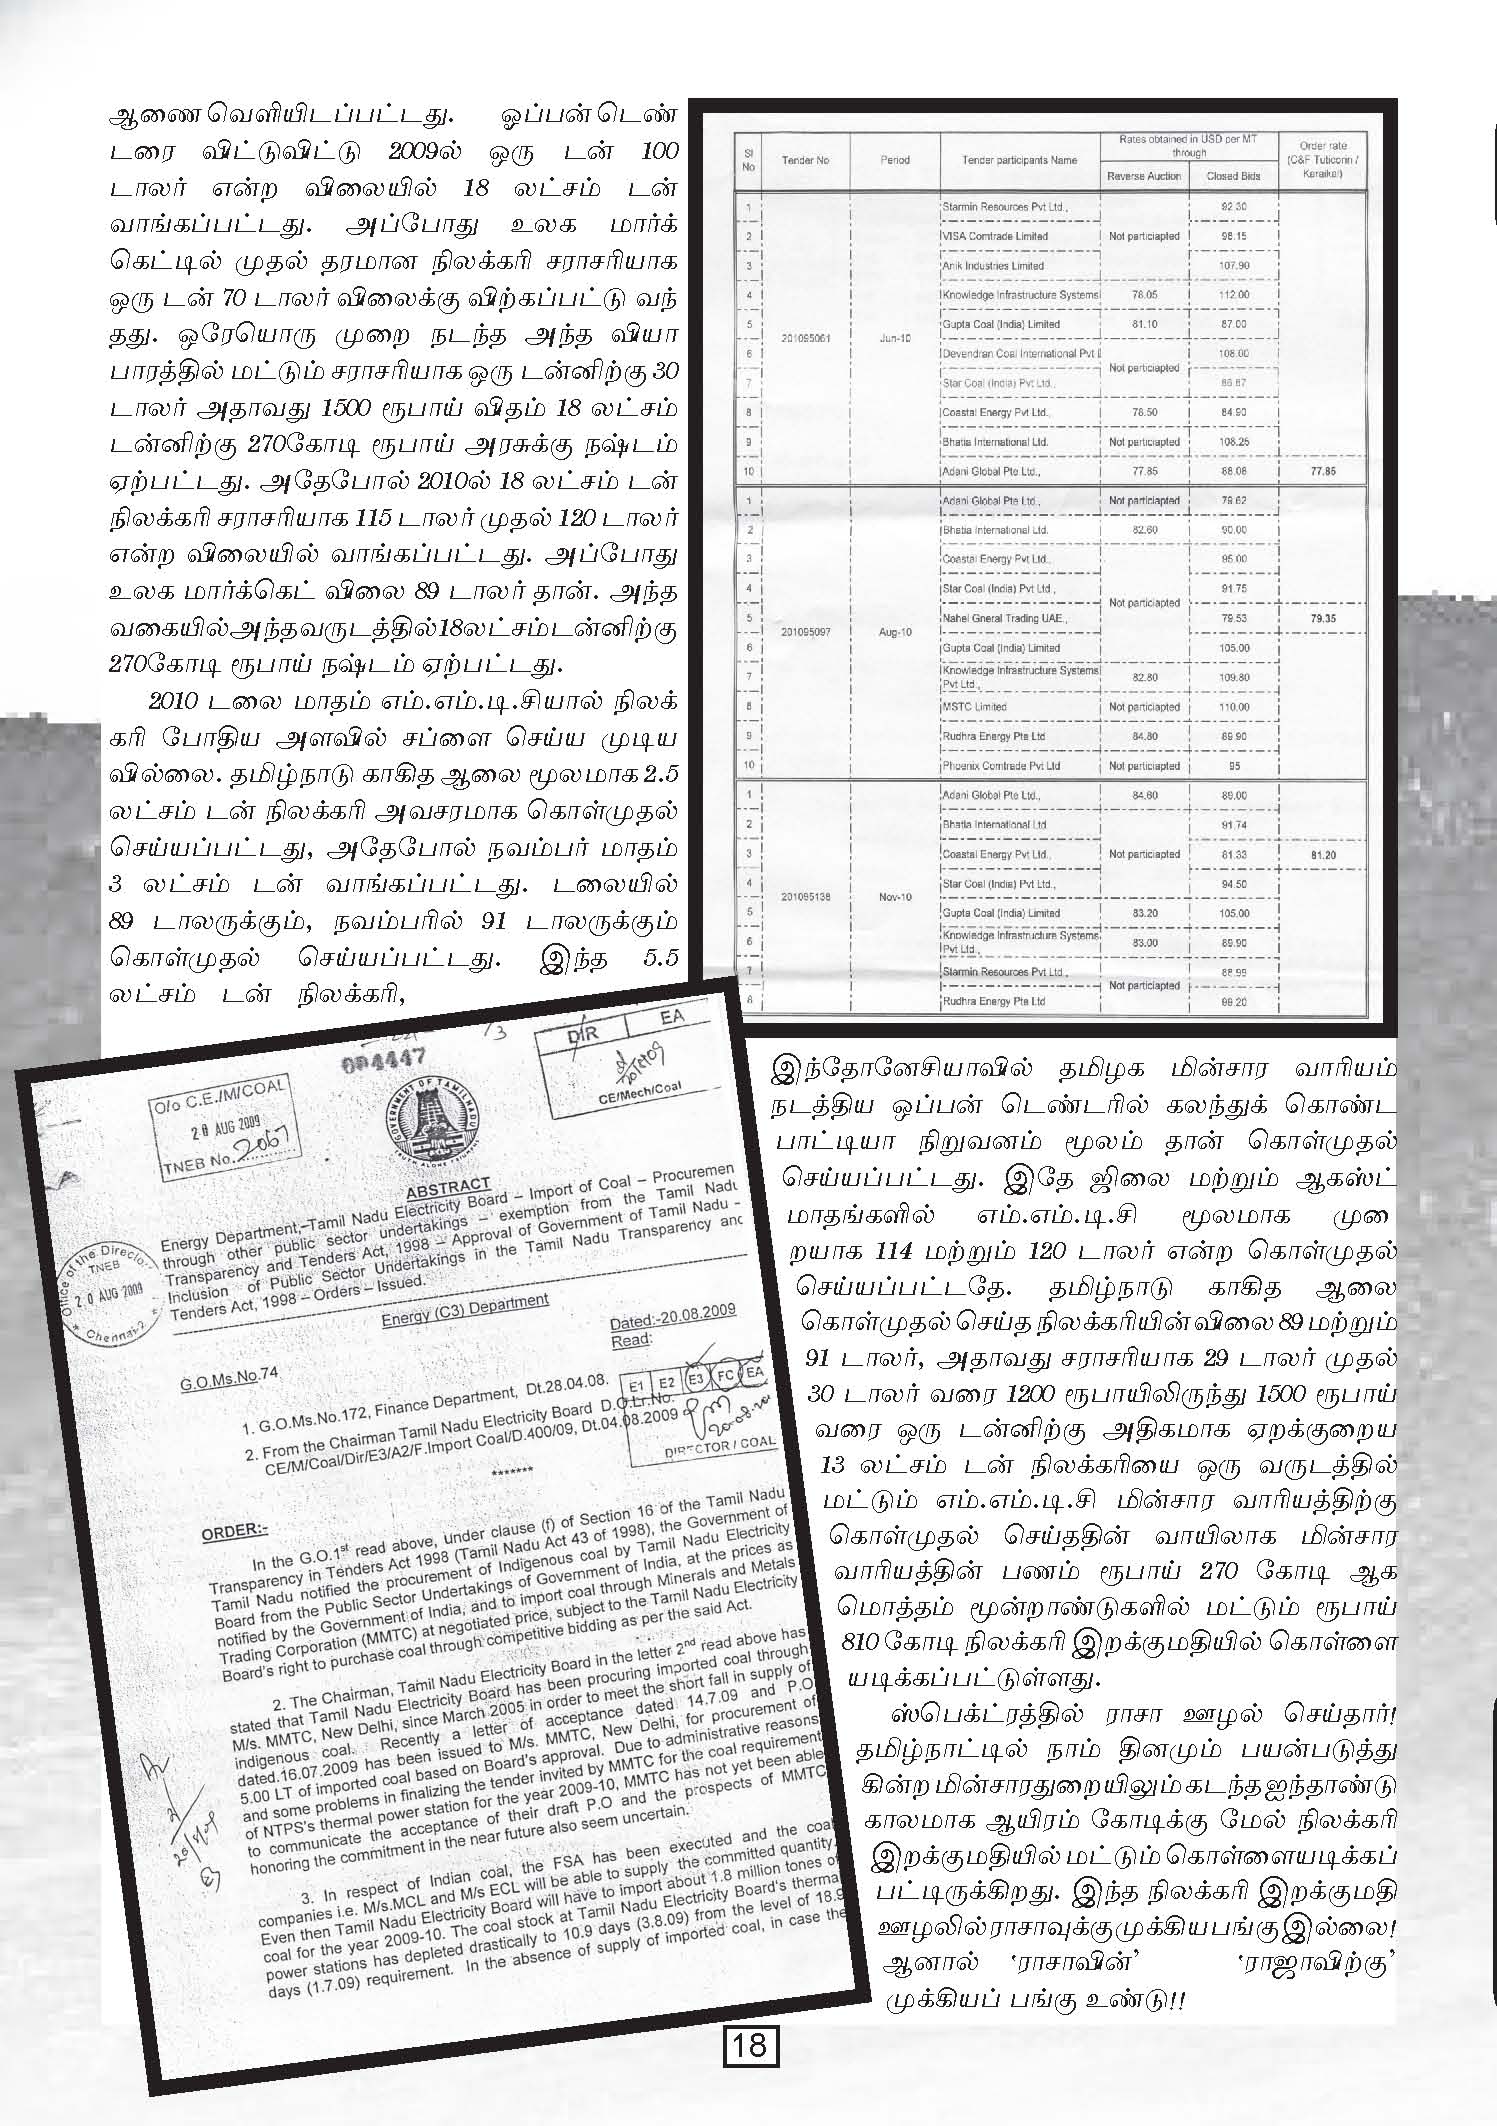 ஆணை வெளியிடப்பட்டது. ஓப்பன் டெண்
டரை விட்டுவிட்டு 2009ல் ஒரு டன் 100
டாலர் என்ற விலையில் 18 லட்சம் டன்
வாங்கப்பட்டது. அப்போது உலக மார்க்
கெட்டில் முதல் தரமான நிலக்கரி சராசரியாக
ஒரு டன் 70 டாலர் விலைக்கு விற்கப்பட்டு வந்
தது. ஒரேயொரு முறை நடந்த அந்த வியா
பாரத்தில் மட்டும் சராசரியாக ஒரு டன்னிற்கு 30
டாலர் அதாவது 1500 ரூபாய் விதம் 18 லட்சம்
டன்னிற்கு 270கோடி ரூபாய் அரசுக்கு நஷ்டம்
ஏற்பட்டது. அதேபோல் 2010ல் 18 லட்சம் டன்
நிலக்கரி சராசரியாக 115 டாலர் முதல் 120 டாலர்
என்ற விலையில் வாங்கப்பட்டது. அப்போது
உலக மார்க்கெட் விலை 89 டாலர் தான். அந்த
வகையில் அந்த வருடத்தில் 18 லட்சம் டன்னிற்கு
270கோடி ரூபாய் நஷ்டம் ஏற்பட்டது.
2010 டலை மாதம் எம்.எம்.டி.சியால் நிலக்
கரி போதிய அளவில் சப்ளை செய்ய முடிய
வில்லை. தமிழ்நாடு காகித ஆலை மூலமாக 2.5
லட்சம் டன் நிலக்கரி அவசரமாக கொள்முதல்
செய்யப்பட்டது, அதேபோல் நவம்பர் மாதம்
3 லட்சம் டன் வாங்கப்பட்டது. டலையில்
89 டாலருக்கும், நவம்பரில் 91 டாலருக்கும்
கொள்முதல் செய்யப்பட்டது. இந்த 5.5
லட்சம் டன் நிலக்கரி,
Sl No | Tender No | Period | Tender participants Name | Rates obtained in USD per MT through | Order rate (C&F Tuticorin / Karaikal)
Reverse Auction | Closed Bids
1 Starmin Resources Pvt Ltd., 92.30
2 VISA Comtrade Limited Not particiapted 98.15
3 Anik Industries Limited 107.90
4 Knowledge Infrastructure Systems 78.05 112.00
5 201095061 Jun-10 Gupta Coal (India) Limited 81.10 87.00
6 Devendran Coal International Pvt L 108.00
Not particiapted
7 Star Coal (India) Pvt Ltd., 86.87
8 Coastal Energy Pvt Ltd., 78.50 84.90
9 Bhatia International Ltd. Not particiapted 108.25
10 Adani Global Pte Ltd., 77.85 88.08 77.85
1 Adani Global Pte Ltd., Not particiapted 79.62
2 Bhatia International Ltd. 82.60 90.00
3 Coastal Energy Pvt Ltd., 95.00
4 Star Coal (India) Pvt Ltd., 91.75
Not particiapted
5 201095097 Aug-10 Nahel Gneral Trading UAE., 79.53 79.35
6 Gupta Coal (India) Limited 105.00
7 Knowledge Infrastructure Systems Pvt Ltd., 82.80 109.80
8 MSTC Limited Not particiapted 110.00
9 Rudhra Energy Pte Ltd 84.80 89.90
10 Phoenix Comtrade Pvt Ltd Not particiapted 95
1 Adani Global Pte Ltd., 84.60 89.00
2 Bhatia International Ltd 91.74
3 Coastal Energy Pvt Ltd., Not particiapted 81.33 81.20
4 201095138 Nov-10 Star Coal (India) Pvt Ltd., 94.50
5 Gupta Coal (India) Limited 83.20 105.00
6 Knowledge Infrastructure Systems Pvt Ltd., 83.00 89.90
7 Starmin Resources Pvt Ltd., 88.99
Not particiapted
8 Rudhra Energy Pte Ltd 99.20
O/o C.E./M/COAL
20 AUG 2009
TNEB No. 2067
DIR EA
CE/Mech/Coal
GOVERNMENT OF TAMILNADU
ABSTRACT
Energy Department,–Tamil Nadu Electricity Board – Import of Coal – Procuremen
through other public sector undertakings – exemption from the Tamil Nadu
Transparency and Tenders Act, 1998 – Approval of Government of Tamil Nadu -
Inclusion of Public Sector Undertakings in the Tamil Nadu Transparency and
Tenders Act, 1998 – Orders – Issued.
Office of the Director
TNEB
20 AUG 2009
Chennai-2
Energy (C3) Department
G.O.Ms.No.74
Dated:-20.08.2009
Read:
1. G.O.Ms.No.172, Finance Department, Dt.28.04.08.
2. From the Chairman Tamil Nadu Electricity Board D.O.Lr.No.
CE/M/Coal/Dir/E3/A2/F.Import Coal/D.400/09, Dt.04.08.2009
E1 E2 E3 FC EA
DIRECTOR / COAL
*******
ORDER:-
In the G.O.1st read above, under clause (f) of Section 16 of the Tamil Nadu
Transparency in Tenders Act 1998 (Tamil Nadu Act 43 of 1998), the Government of
Tamil Nadu notified the procurement of Indigenous coal by Tamil Nadu Electricity
Board from the Public Sector Undertakings of Government of India, at the prices as
notified by the Government of India, and to import coal through Minerals and Metals
Trading Corporation (MMTC) at negotiated price, subject to the Tamil Nadu Electricity
Board's right to purchase coal through competitive bidding as per the said Act.
2. The Chairman, Tamil Nadu Electricity Board in the letter 2nd read above has
stated that Tamil Nadu Electricity Board has been procuring imported coal through
M/s. MMTC, New Delhi, since March 2005 in order to meet the short fall in supply of
indigenous coal. Recently a letter of acceptance dated 14.7.09 and P.O
dated.16.07.2009 has been issued to M/s. MMTC, New Delhi, for procurement of
5.00 LT of imported coal based on Board's approval. Due to administrative reasons
and some problems in finalizing the tender invited by MMTC for the coal requirement
of NTPS's thermal power station for the year 2009-10, MMTC has not yet been able
to communicate the acceptance of their draft P.O and the prospects of MMTC
honoring the commitment in the near future also seem uncertain.
3. In respect of Indian coal, the FSA has been executed and the coal
companies i.e. M/s.MCL and M/s ECL will be able to supply the committed quantity.
Even then Tamil Nadu Electricity Board will have to import about 1.8 million tones of
coal for the year 2009-10. The coal stock at Tamil Nadu Electricity Board's thermal
power stations has depleted drastically to 10.9 days (3.8.09) from the level of 18.9
days (1.7.09) requirement. In the absence of supply of imported coal, in case the
இந்தோனேசியாவில் தமிழக மின்சார வாரியம்
நடத்திய ஒப்பன் டெண்டரில் கலந்துக் கொண்ட
பாட்டியா நிறுவனம் மூலம் தான் கொள்முதல்
செய்யப்பட்டது. இதே ஜிலை மற்றும் ஆகஸ்ட்
மாதங்களில் எம்.எம்.டி.சி மூலமாக முறை
றயாக 114 மற்றும் 120 டாலர் என்ற கொள்முதல்
செய்யப்பட்டதே. தமிழ்நாடு காகித ஆலை
கொள்முதல் செய்த நிலக்கரியின் விலை 89 மற்றும்
91 டாலர், அதாவது சராசரியாக 29 டாலர் முதல்
30 டாலர் வரை 1200 ரூபாயிலிருந்து 1500 ரூபாய்
வரை ஒரு டன்னிற்கு அதிகமாக ஏறக்குறைய
13 லட்சம் டன் நிலக்கரியை ஒரு வருடத்தில்
மட்டும் எம்.எம்.டி.சி மின்சார வாரியத்திற்கு
கொள்முதல் செய்ததின் வாயிலாக மின்சார
வாரியத்தின் பணம் ரூபாய் 270 கோடி ஆக
மொத்தம் மூன்றாண்டுகளில் மட்டும் ரூபாய்
810 கோடி நிலக்கரி இறக்குமதியில் கொள்ளை
யடிக்கப்பட்டுள்ளது.
ஸ்பெக்ட்ரத்தில் ராசா ஊழல் செய்தார்!
தமிழ்நாட்டில் நாம் தினமும் பயன்படுத்து
கின்ற மின்சாரதுறையிலும் கடந்த ஐந்தாண்டு
காலமாக ஆயிரம் கோடிக்கு மேல் நிலக்கரி
இறக்குமதியில் மட்டும் கொள்ளையடிக்கப்
பட்டிருக்கிறது. இந்த நிலக்கரி இறக்குமதி
ஊழலில் ராசாவுக்கு முக்கிய பங்கு இல்லை!
ஆனால் ‘ராசாவின்’ ‘ராஜாவிற்கு’
முக்கியப் பங்கு உண்டு!!
18